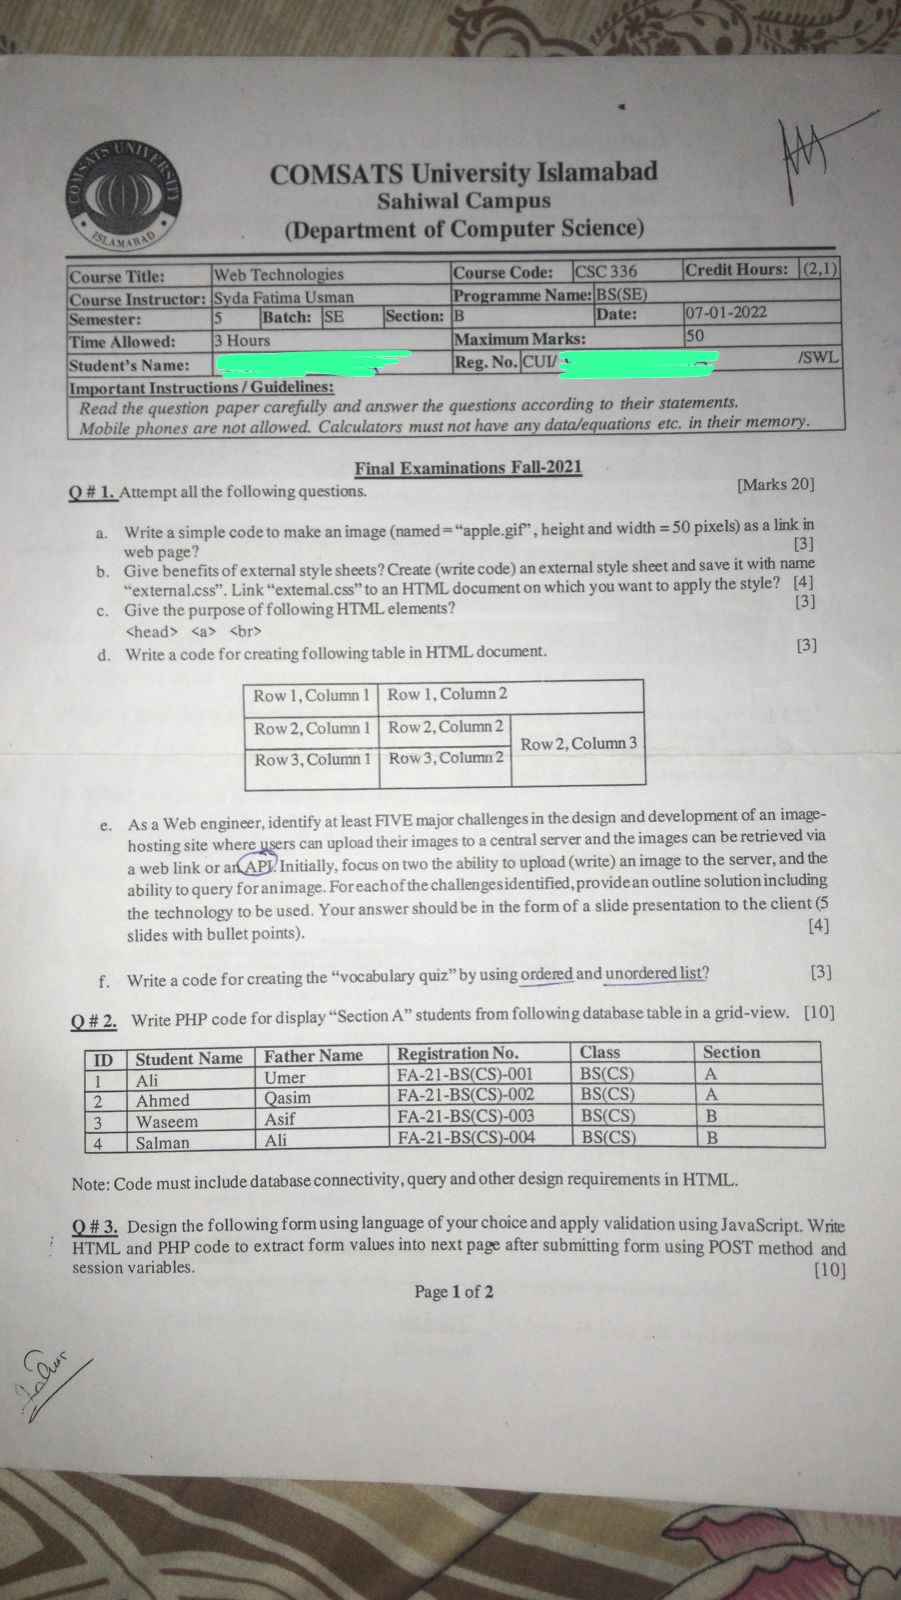 COMSATS UNIVERSITY
ISLAMABAD
COMSATS University Islamabad
Sahiwal Campus
(Department of Computer Science)
Course Title: Web Technologies Course Code: CSC 336 Credit Hours: (2,1)
Course Instructor: Syda Fatima Usman Programme Name: BS(SE)
Semester: 5 Batch: SE Section: B Date: 07-01-2022
Time Allowed: 3 Hours Maximum Marks: 50
Student's Name: Reg. No. CUI/ /SWL
Important Instructions / Guidelines:
Read the question paper carefully and answer the questions according to their statements.
Mobile phones are not allowed. Calculators must not have any data/equations etc. in their memory.
Final Examinations Fall-2021
Q # 1. Attempt all the following questions. [Marks 20]
a. Write a simple code to make an image (named = "apple.gif", height and width = 50 pixels) as a link in
web page? [3]
b. Give benefits of external style sheets? Create (write code) an external style sheet and save it with name
"external.css". Link "external.css" to an HTML document on which you want to apply the style? [4]
c. Give the purpose of following HTML elements? [3]
<head> <a> <br>
d. Write a code for creating following table in HTML document. [3]
Row 1, Column 1 Row 1, Column 2
Row 2, Column 1 Row 2, Column 2
Row 2, Column 3
Row 3, Column 1 Row 3, Column 2
e. As a Web engineer, identify at least FIVE major challenges in the design and development of an image-
hosting site where users can upload their images to a central server and the images can be retrieved via
a web link or an API. Initially, focus on two the ability to upload (write) an image to the server, and the
ability to query for an image. For each of the challenges identified, provide an outline solution including
the technology to be used. Your answer should be in the form of a slide presentation to the client (5
slides with bullet points). [4]
f. Write a code for creating the "vocabulary quiz" by using ordered and unordered list? [3]
Q # 2. Write PHP code for display "Section A" students from following database table in a grid-view. [10]
ID Student Name Father Name Registration No. Class Section
1 Ali Umer FA-21-BS(CS)-001 BS(CS) A
2 Ahmed Qasim FA-21-BS(CS)-002 BS(CS) A
3 Waseem Asif FA-21-BS(CS)-003 BS(CS) B
4 Salman Ali FA-21-BS(CS)-004 BS(CS) B
Note: Code must include database connectivity, query and other design requirements in HTML.
Q # 3. Design the following form using language of your choice and apply validation using JavaScript. Write
HTML and PHP code to extract form values into next page after submitting form using POST method and
session variables. [10]
Page 1 of 2